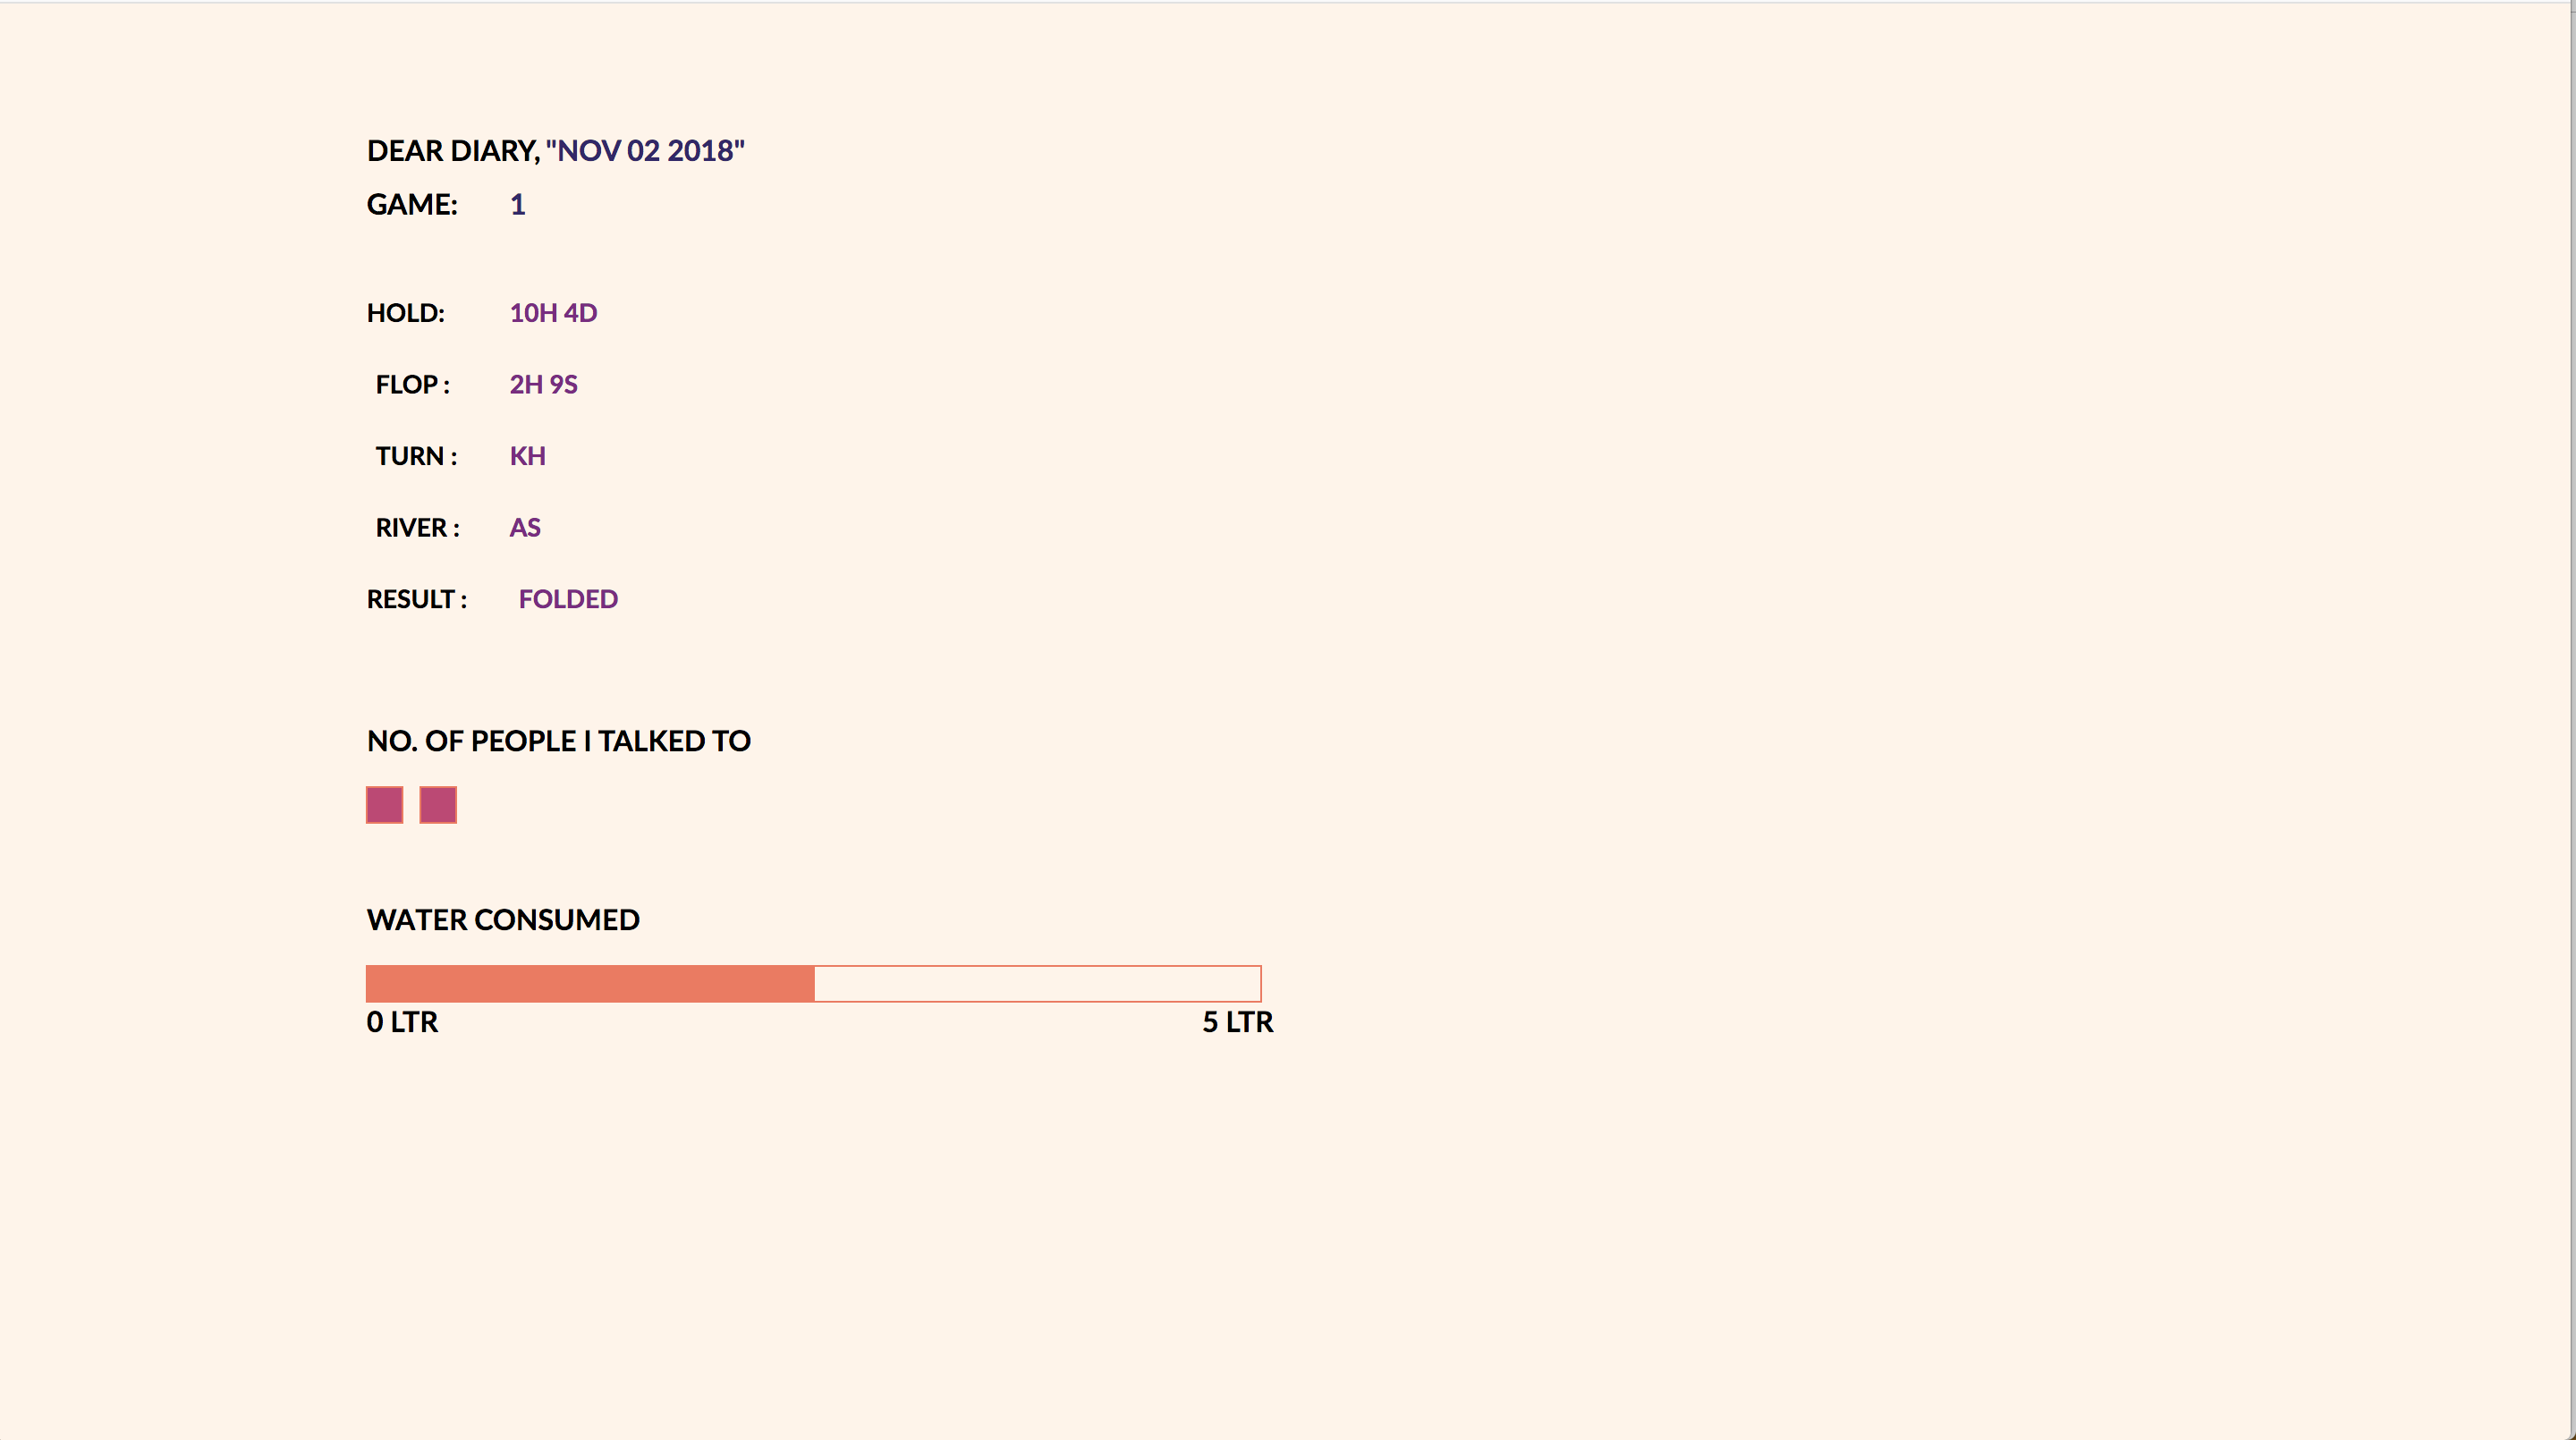 DEAR DIARY, "NOV 02 2018"
GAME: 1
HOLD: 10H 4D
FLOP : 2H 9S
TURN : KH
RIVER : AS
RESULT : FOLDED
NO. OF PEOPLE I TALKED TO
WATER CONSUMED
0 LTR 5 LTR